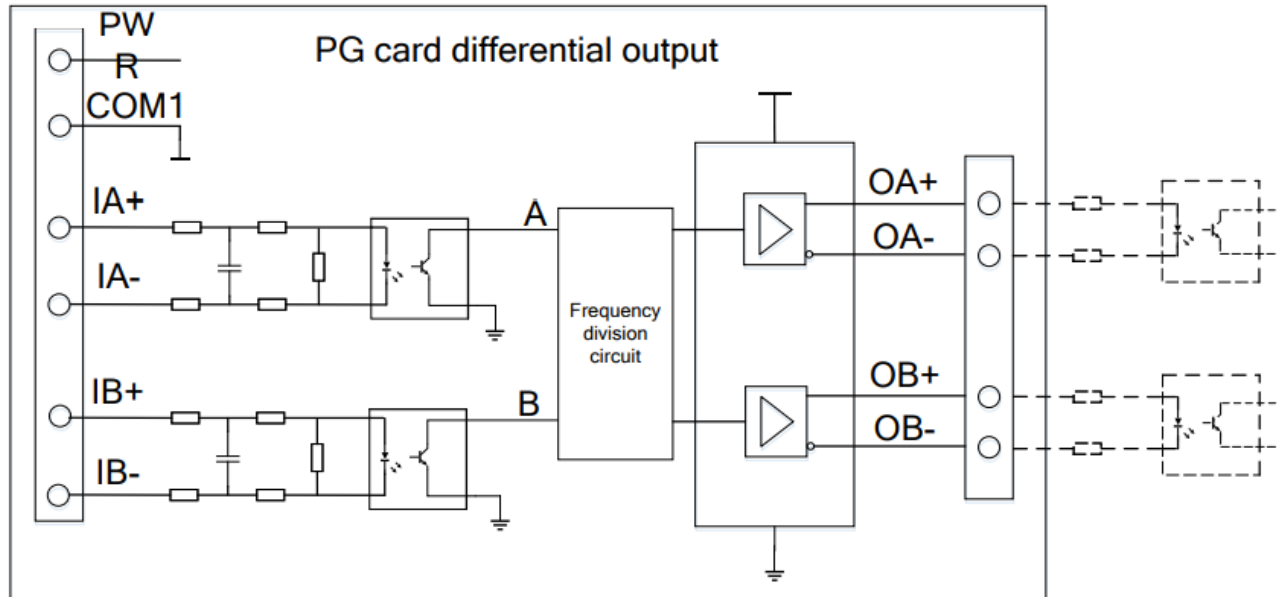 PW
R
PG card differential output
COM1
IA+
A
OA+
OA-
IA-
Frequency
division
circuit
IB+
B
OB+
OB-
IB-